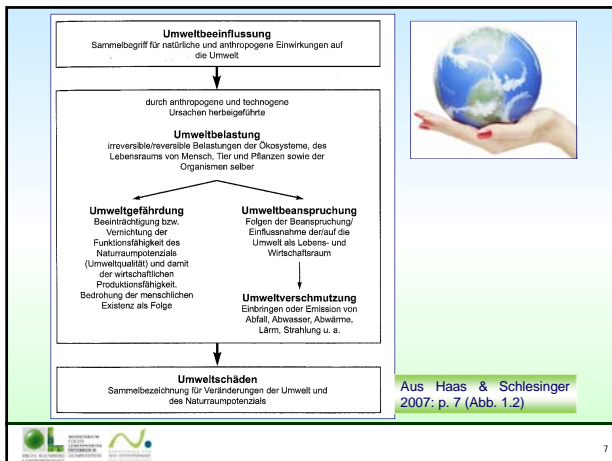 Umweltbeeinflussung
Sammelbegriff für natürliche und anthropogene Einwirkungen auf
die Umwelt
durch anthropogene und technogene
Ursachen herbeigeführte
Umweltbelastung
irreversible/reversible Belastungen der Ökosysteme, des
Lebensraums von Mensch, Tier und Pflanzen sowie der
Organismen selber
Umweltgefährdung
Beeinträchtigung bzw.
Vernichtung der
Funktionsfähigkeit des
Naturraumpotenzials
(Umweltqualität) und damit
der wirtschaftlichen
Produktionsfähigkeit.
Bedrohung der menschlichen
Existenz als Folge
Umweltbeanspruchung
Folgen der Beanspruchung/
Einflussnahme der/auf die
Umwelt als Lebens- und
Wirtschaftsraum
Umweltverschmutzung
Einbringen oder Emission von
Abfall, Abwasser, Abwärme,
Lärm, Strahlung u. a.
Umweltschäden
Sammelbezeichnung für Veränderungen der Umwelt und
des Naturraumpotenzials
Aus Haas & Schlesinger
2007: p. 7 (Abb. 1.2)
7